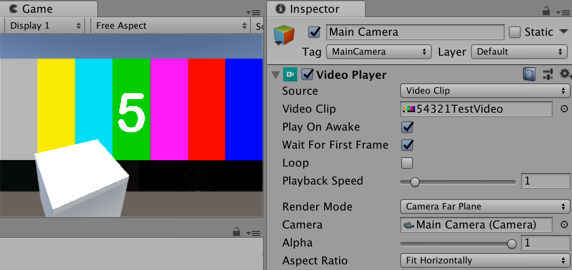 Game
Display 1
Free Aspect
5
Inspector
Main Camera
Static
Tag
MainCamera
Layer
Default
Video Player
Source
Video Clip
Video Clip
54321TestVideo
Play On Awake
Wait For First Frame
Loop
Playback Speed
1
Render Mode
Camera Far Plane
Camera
Main Camera (Camera)
Alpha
1
Aspect Ratio
Fit Horizontally